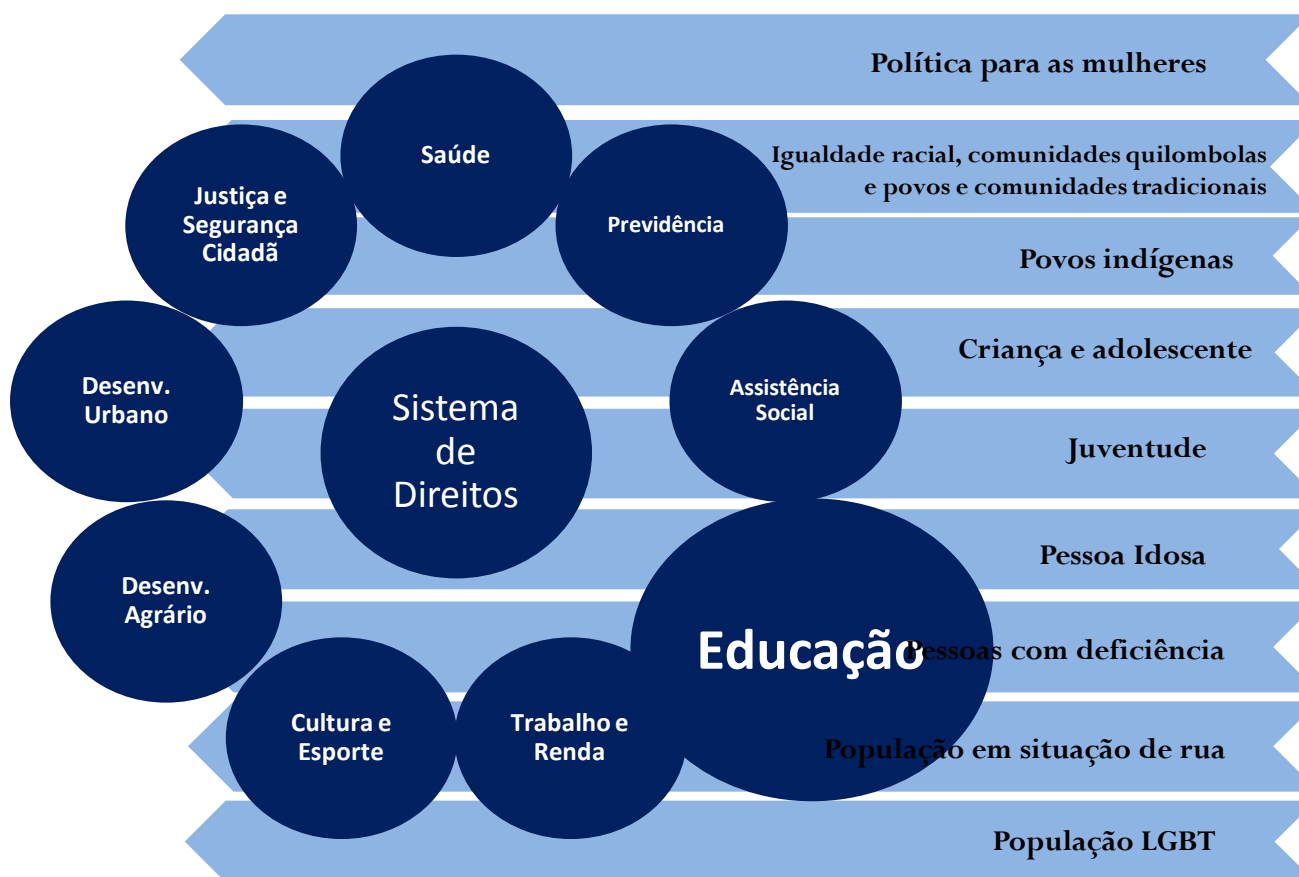 Política para as mulheres
Saúde
Igualdade racial, comunidades quilombolas
e povos e comunidades tradicionais
Justiça e
Segurança
Cidadã
Previdência
Povos indígenas
Criança e adolescente
Desenv.
Urbano
Sistema
de
Direitos
Assistência
Social
Juventude
Pessoa Idosa
Desenv.
Agrário
Educação
Pessoas com deficiência
Cultura e
Esporte
Trabalho e
Renda
População em situação de rua
População LGBT